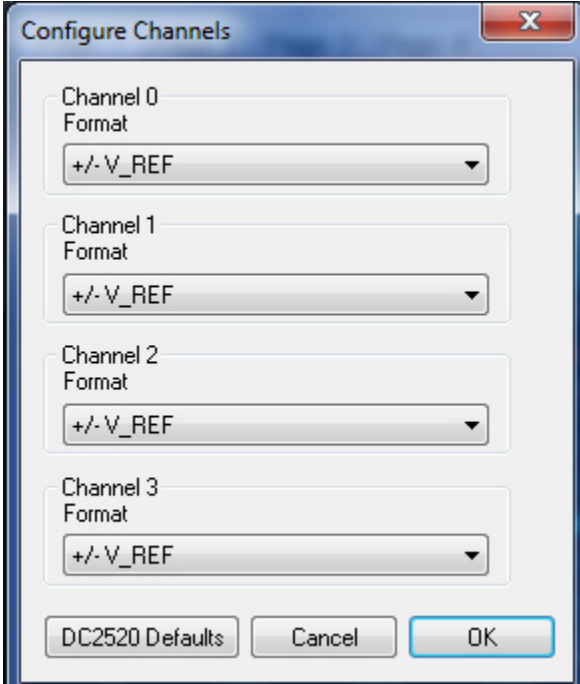 Configure Channels
Channel 0
Format
+/- V_REF
Channel 1
Format
+/- V_REF
Channel 2
Format
+/- V_REF
Channel 3
Format
+/- V_REF
DC2520 Defaults Cancel OK